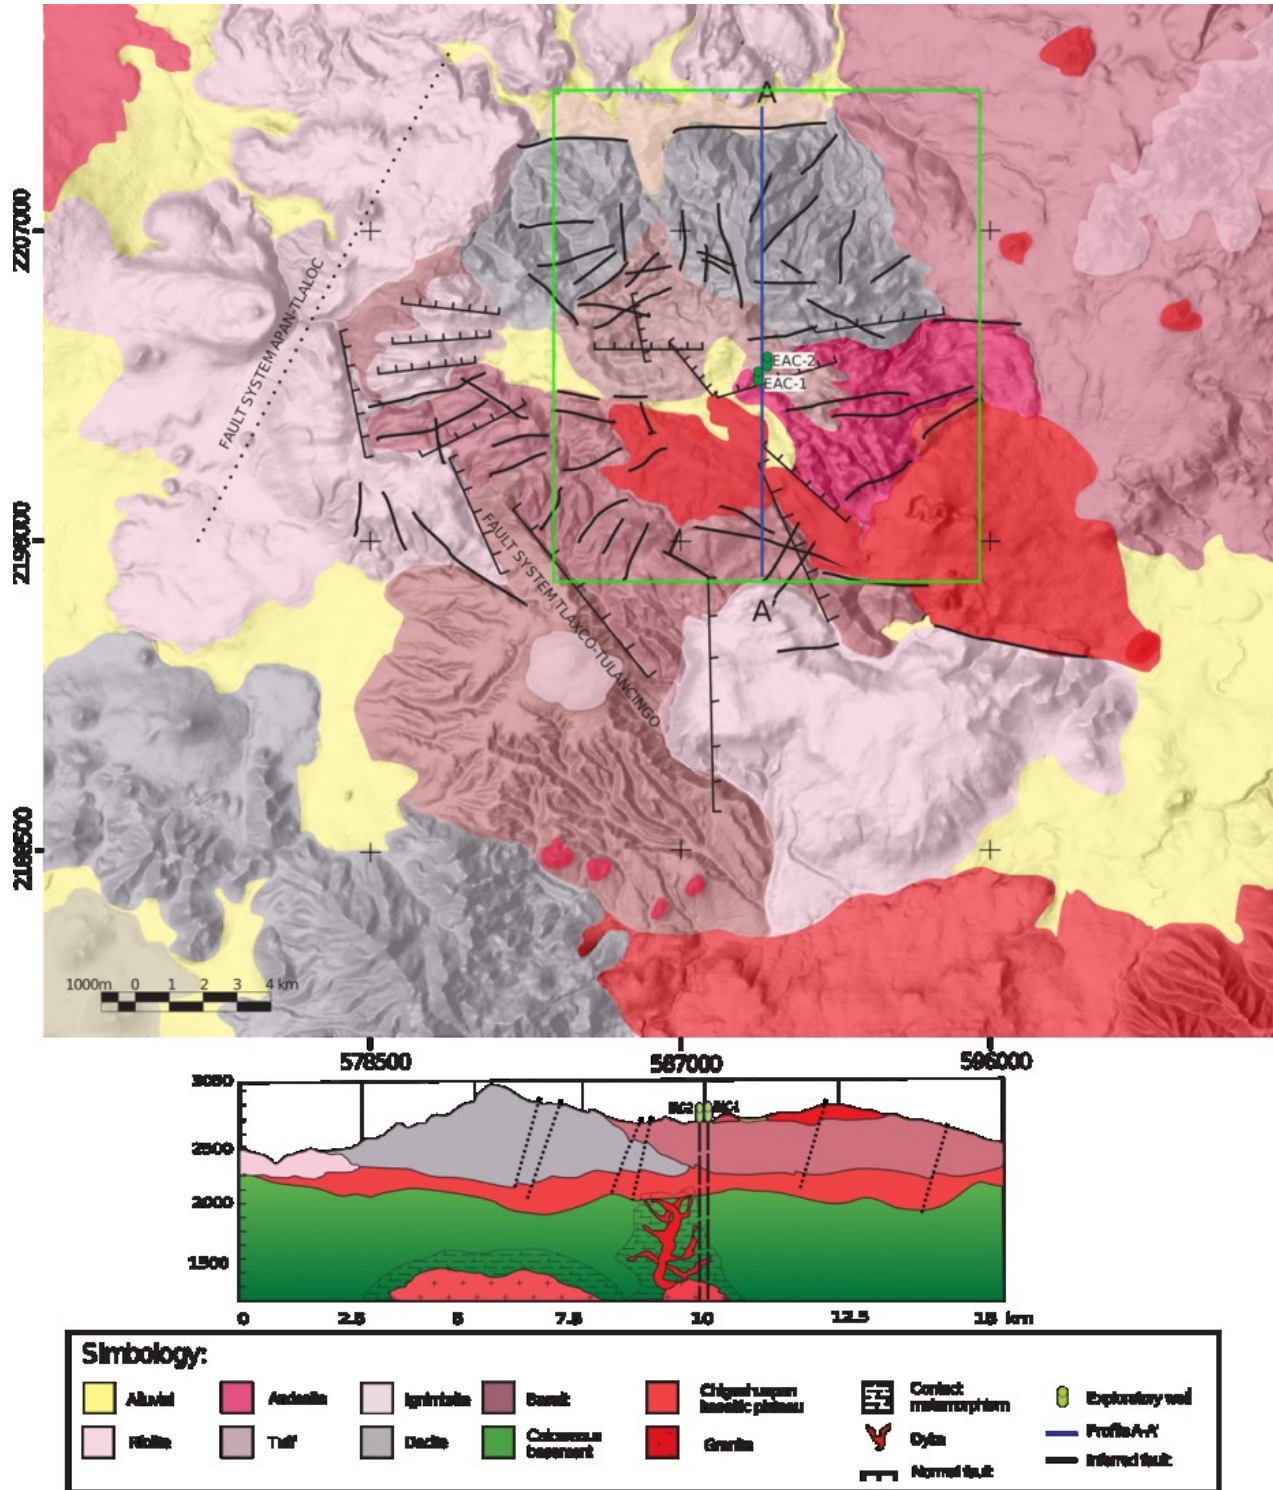 A
2207000
FAULT SYSTEM APAN-TLALOC
EAC-2
EAC-1
2198000
FAULT SYSTEM TLAXCO-TULANCINGO
A'
2188500
1000m 0 1 2 3 4 km
578500 587000 596000
3050
2500
2000
1500
0 2.5 5 7.5 10 12.5 15 km
Simbology:
Alluvial Andesite Ignimbrite Basalt Chignahuapan basaltic plateau Contact metamorphism Exploratory well
Riolite Tuff Dacite Calcareous basement Granite Dyke Profile A-A'
Normal fault Inferred fault